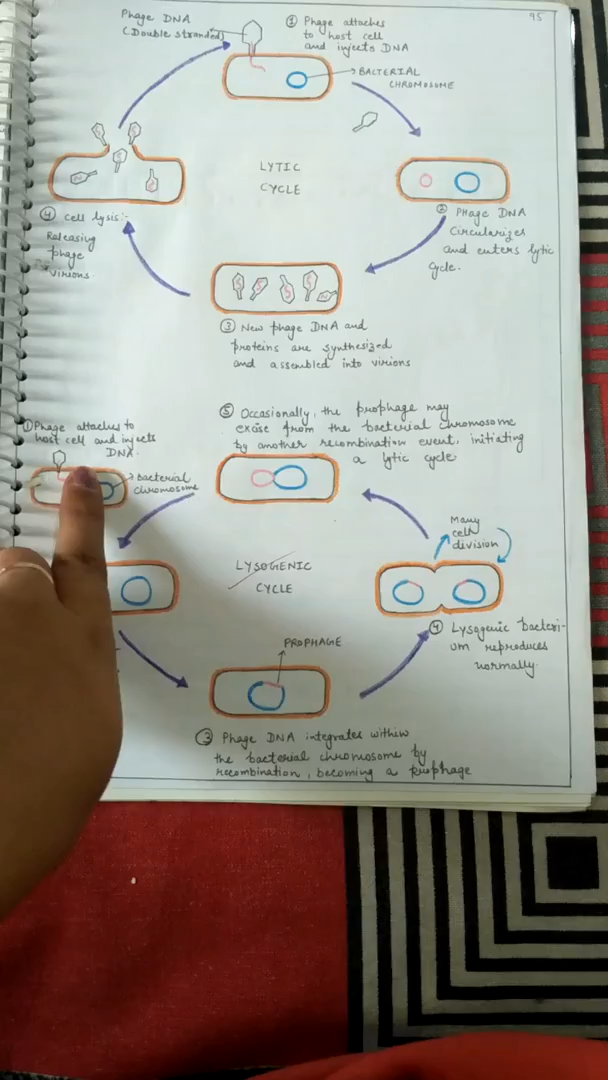 95
Phage DNA
(Double stranded)
① Phage attaches
to host cell
and injects DNA
BACTERIAL
CHROMOSOME
LYTIC
CYCLE
② Phage DNA
Circularizes
and enters lytic
Cycle.
③ New phage DNA and
proteins are synthesized
and assembled into virions
④ Cell lysis:-
Releasing
phage
virions
① Phage attaches to
host cell and injects
DNA.
bacterial
chromosome
⑤ Occasionally, the prophage may
excise from the bacterial chromosome
by another recombination event, initiating
a lytic cycle
Many
cell
division
LYSOGENIC
CYCLE
④ Lysogenic bacteri-
um reproduces
normally.
PROPHAGE
③ Phage DNA integrates within
the bacterial chromosome by
recombination, becoming a prophage